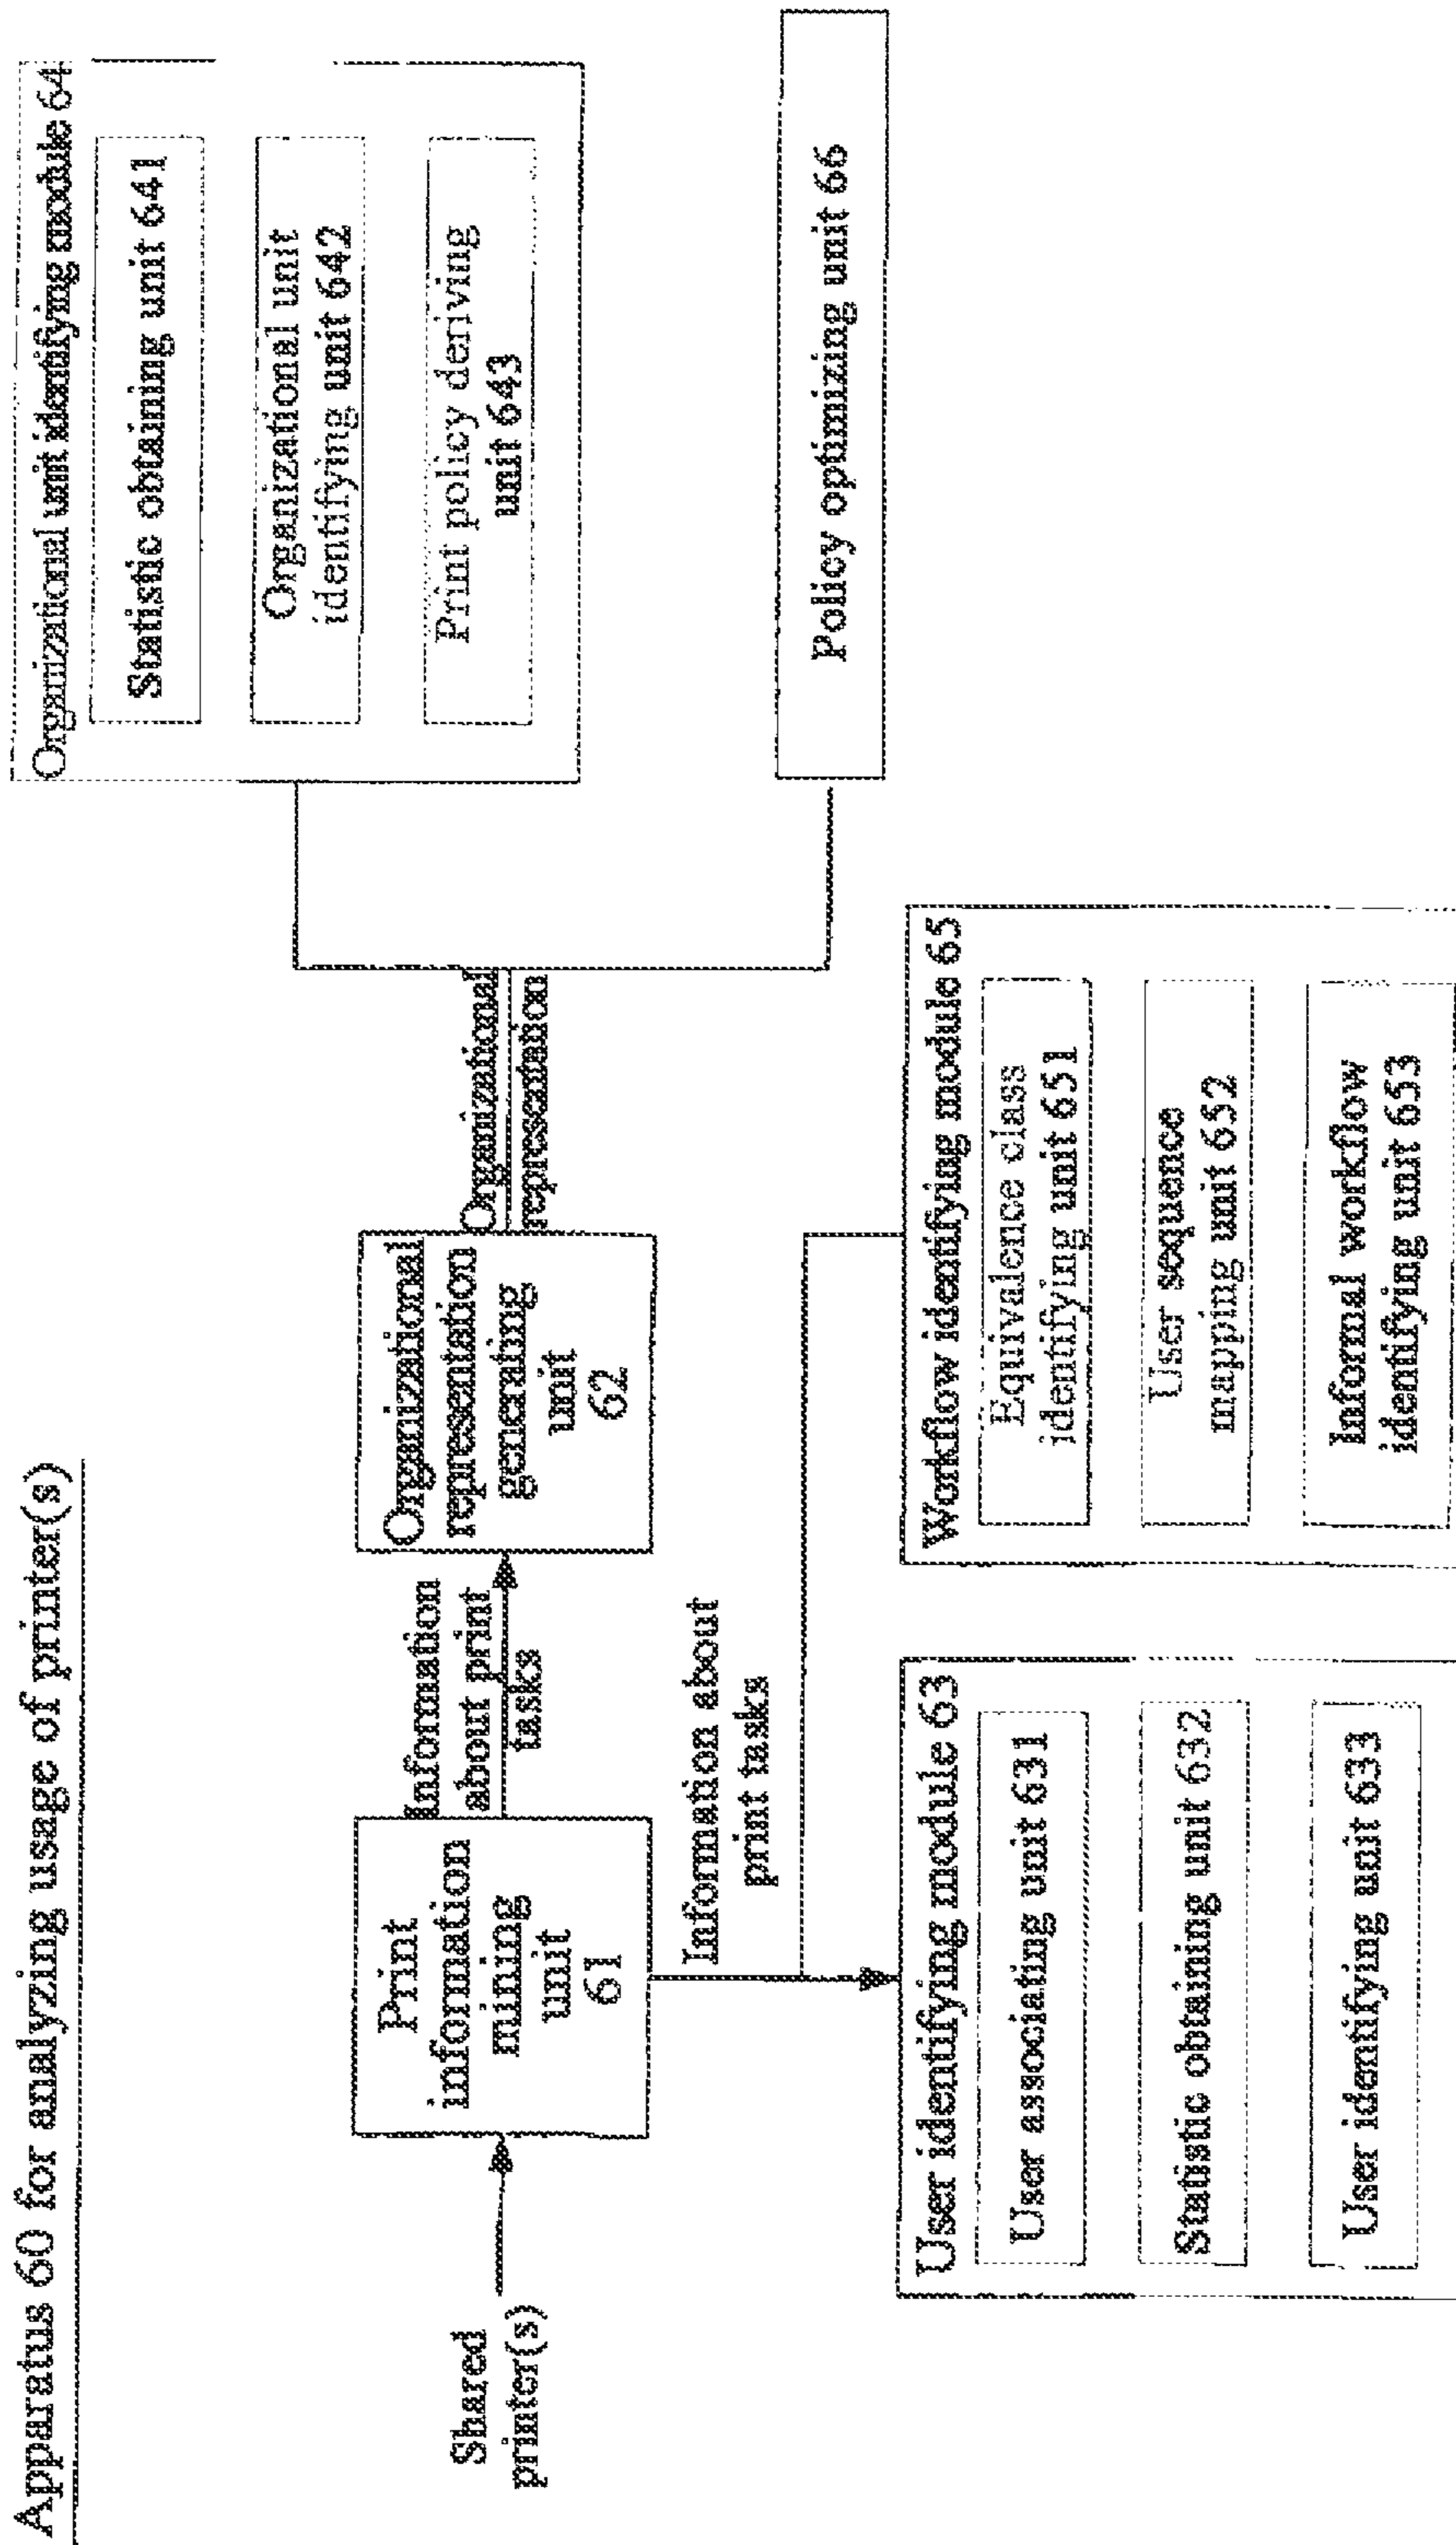 Apparatus 60 for analyzing usage of printer(s)
Shared
printer(s)
Print
information
mining
unit
61
Information
about print
tasks
Organizational
representation
generating
unit
62
Organizational
representation
Organizational unit identifying module 64
Statistic obtaining unit 641
Organizational unit
identifying unit 642
Print policy deriving
unit 643
Policy optimizing unit 66
Information about
print tasks
User identifying module 63
User associating unit 631
Statistic obtaining unit 632
User identifying unit 633
Workflow identifying module 65
Equivalence class
identifying unit 651
User sequence
mapping unit 652
Informal workflow
identifying unit 653